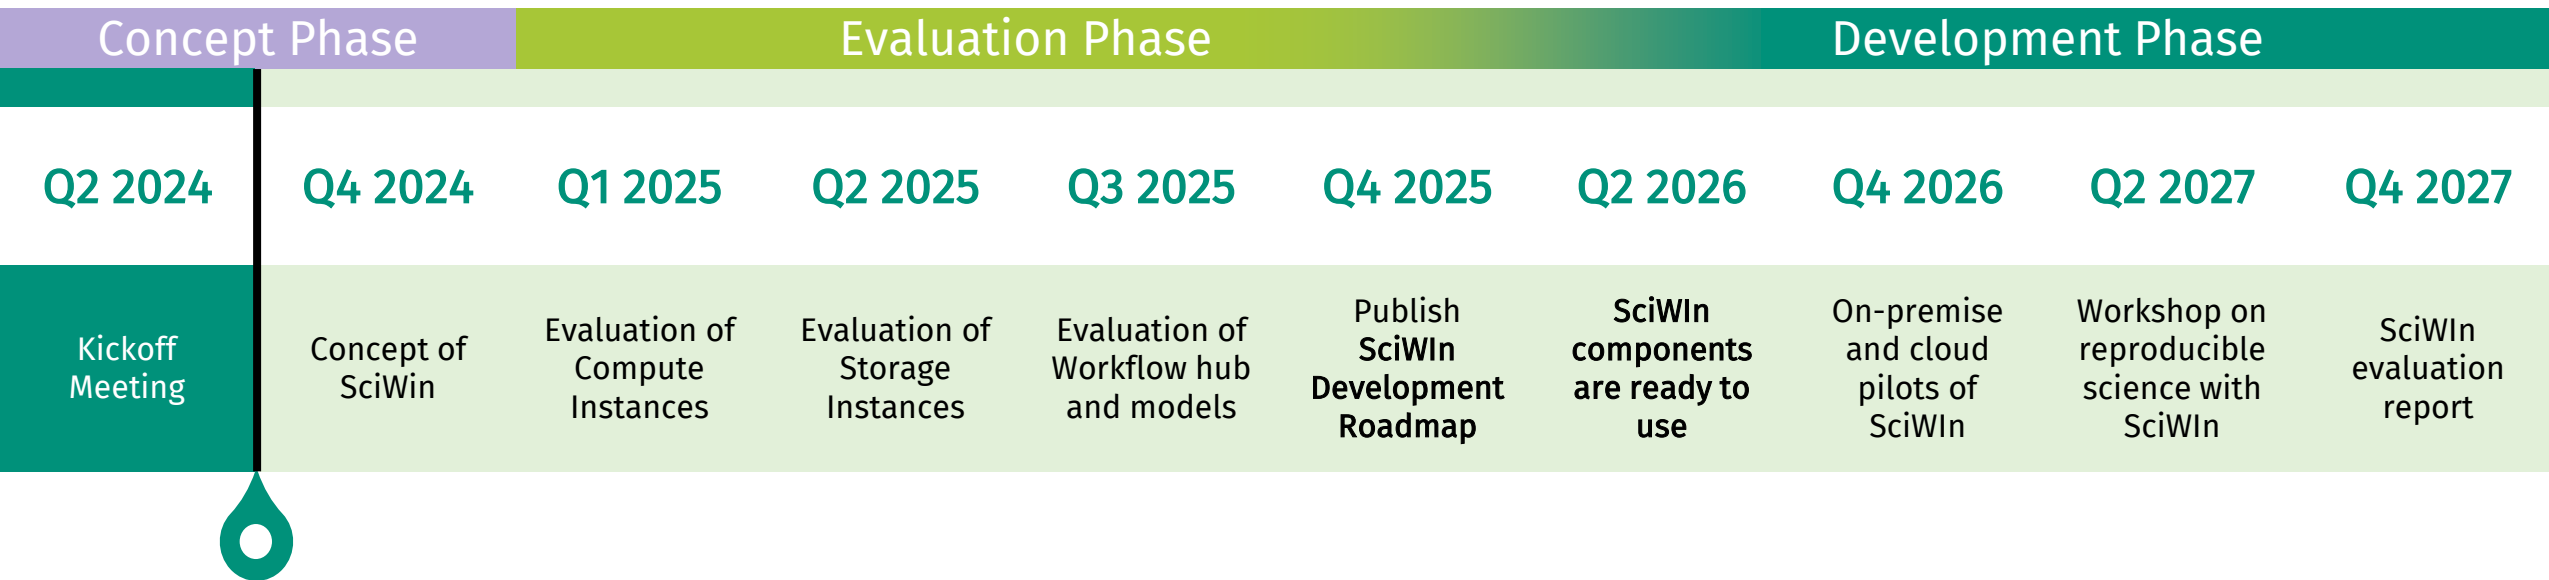 Concept Phase
Evaluation Phase
Development Phase
Q2 2024
Q4 2024
Q1 2025
Q2 2025
Q3 2025
Q4 2025
Q2 2026
Q4 2026
Q2 2027
Q4 2027
Kickoff
Meeting
Concept of
SciWin
Evaluation of
Compute
Instances
Evaluation of
Storage
Instances
Evaluation of
Workflow hub
and models
Publish
SciWIn
Development
Roadmap
SciWIn
components
are ready to
use
On-premise
and cloud
pilots of
SciWIn
Workshop on
reproducible
science with
SciWIn
SciWIn
evaluation
report